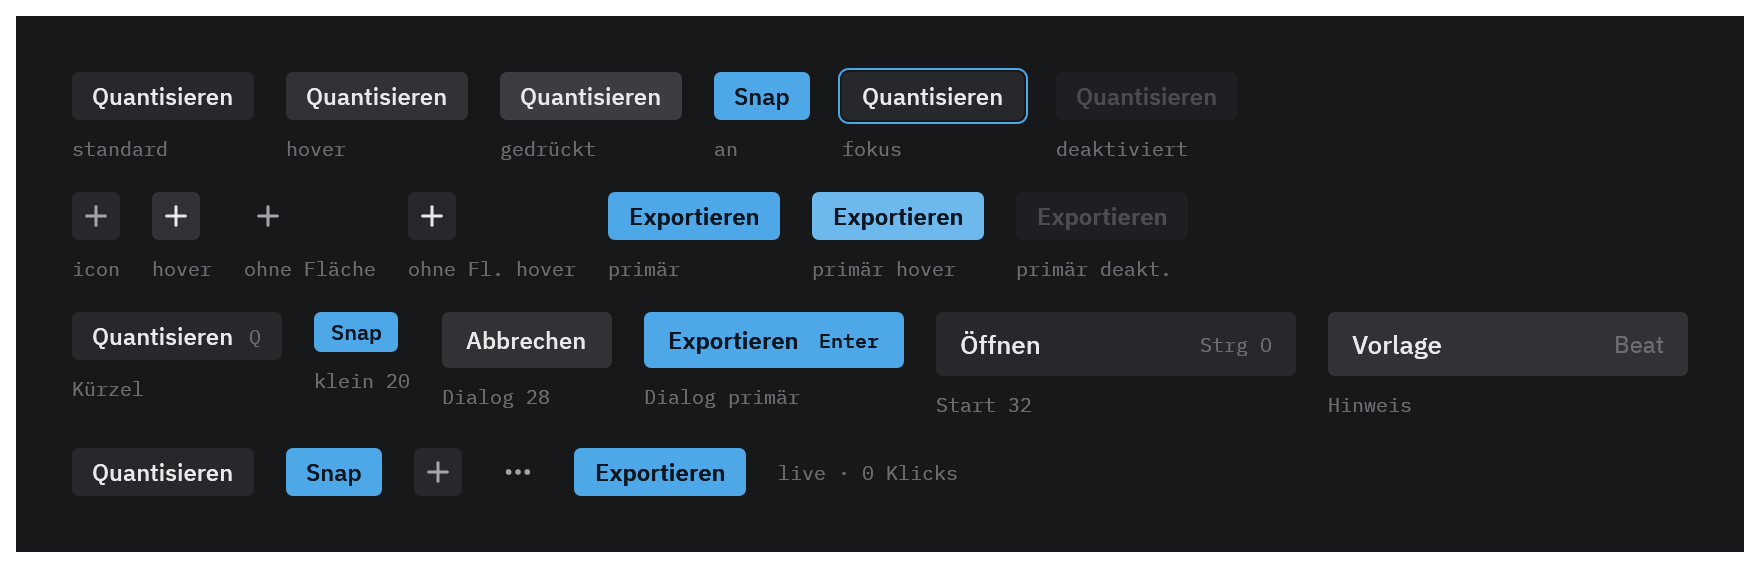 Quantisieren Quantisieren Quantisieren Snap Quantisieren Quantisieren
standard hover gedrückt an fokus deaktiviert
Exportieren Exportieren Exportieren
icon hover ohne Fläche ohne Fl. hover primär primär hover primär deakt.
Quantisieren Q Snap Abbrechen Exportieren Enter Öffnen Strg O Vorlage Beat
Kürzel klein 20 Dialog 28 Dialog primär Start 32 Hinweis
Quantisieren Snap Exportieren live · 0 Klicks